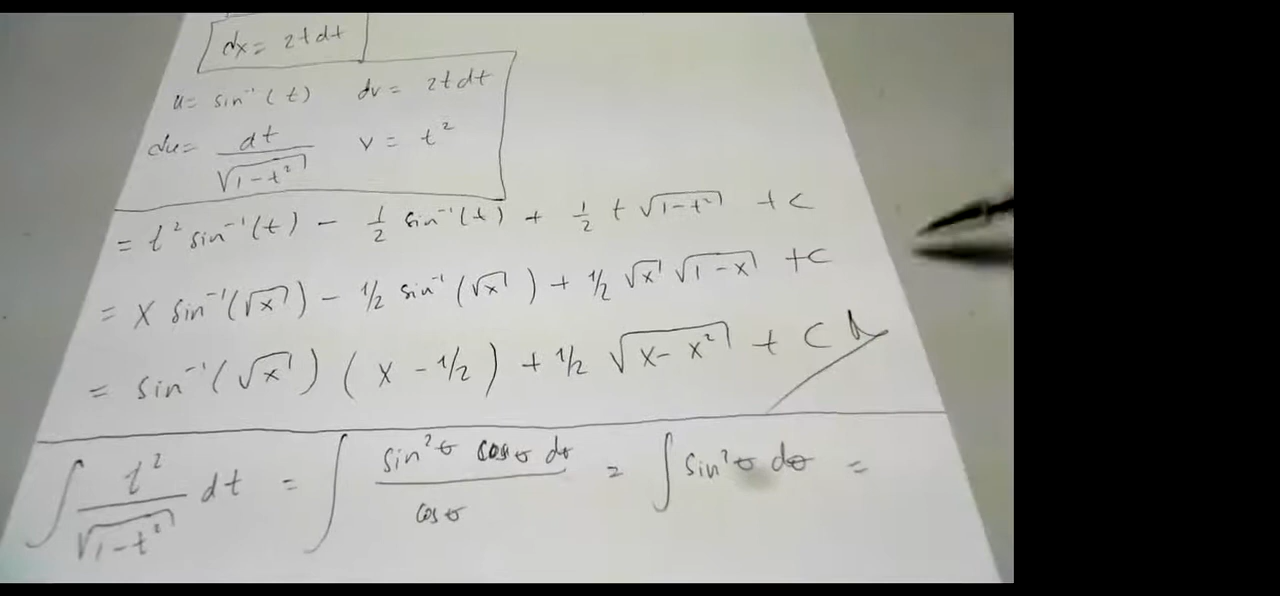 dx = 2t dt
u = sin⁻¹(t) dv = 2t dt
du = dt/√(1-t²) v = t²
= t² sin⁻¹(t) - 1/2 sin⁻¹(t) + 1/2 t √(1-t²) + C
= x sin⁻¹(√x) - 1/2 sin⁻¹(√x) + 1/2 √x √(1-x) + C
= sin⁻¹(√x) (x - 1/2) + 1/2 √(x-x²) + C
∫ t²/√(1-t²) dt = ∫ sin²θ cosθ dθ/cosθ = ∫ sin²θ dθ =